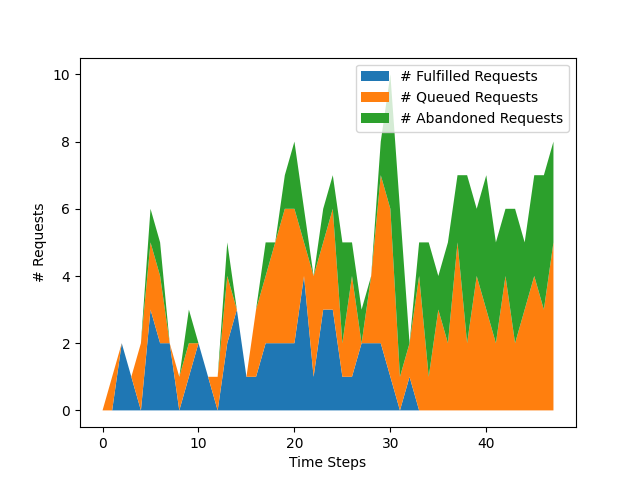 # Fulfilled Requests
# Queued Requests
# Abandoned Requests
# Requests
10
8
6
4
2
0
0 10 20 30 40
Time Steps